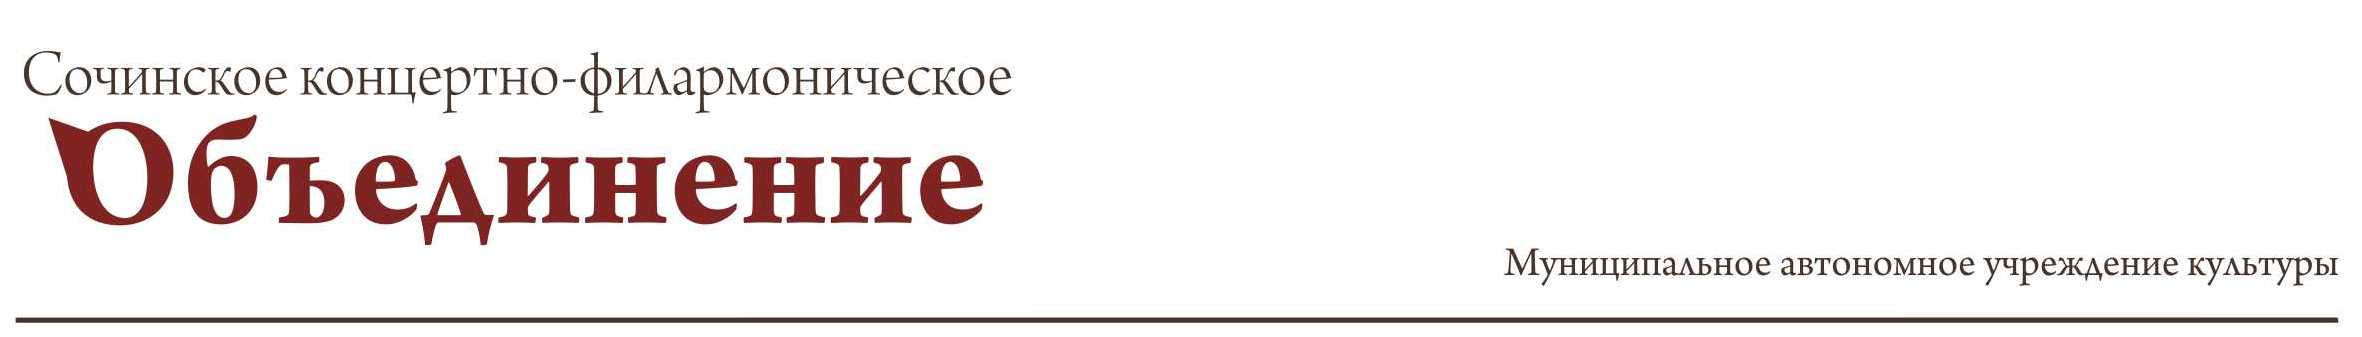 Сочинское концертно-филармоническое
Объединение
Муниципальное автономное учреждение культуры